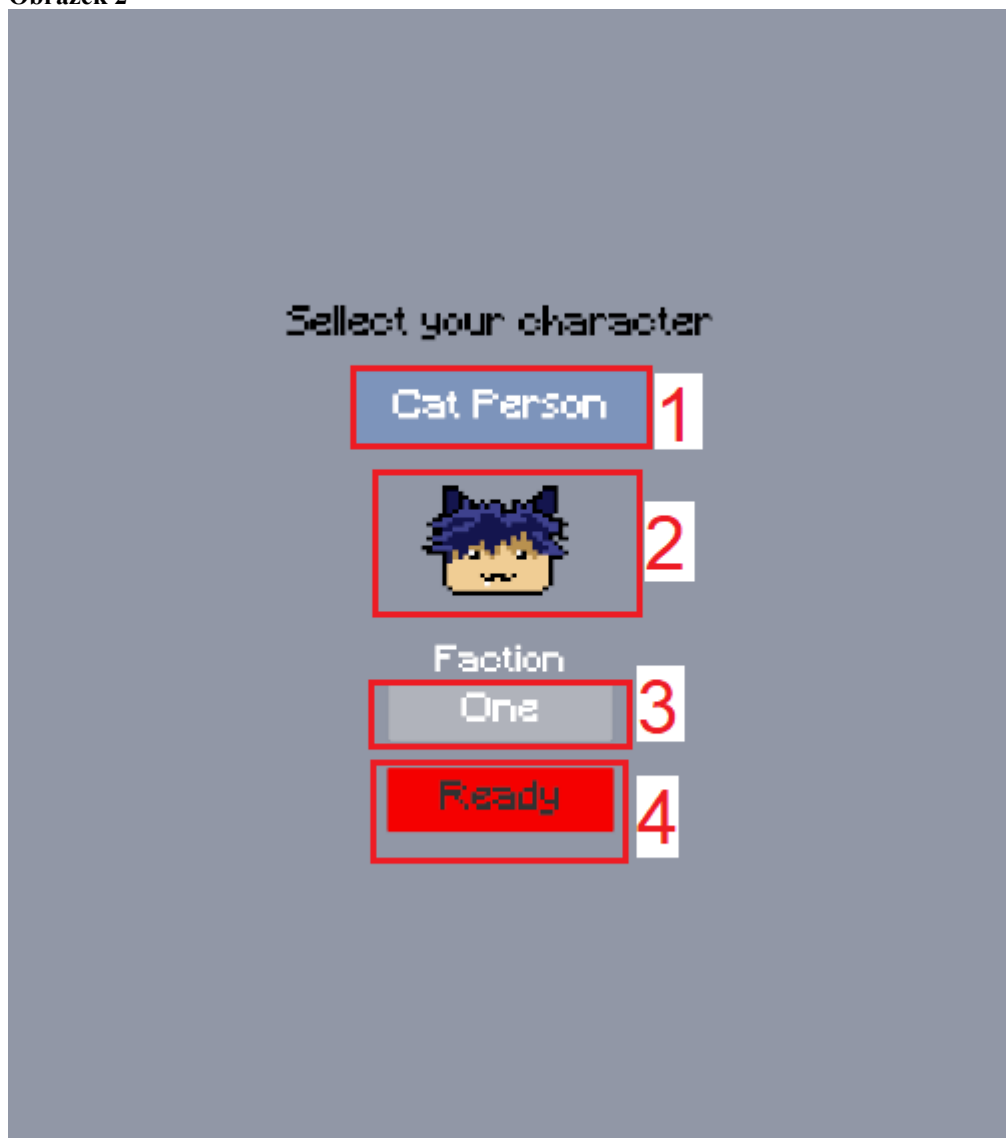 Obrázek 2
Sellect your character
Cat Person
1
2
Faction
One
3
Ready
4